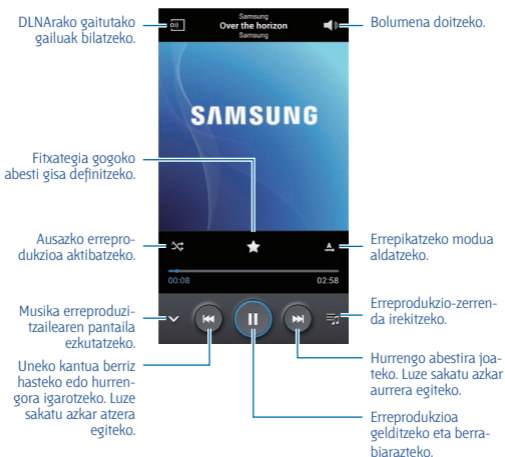 DLNArako gaitutako
gailuak bilatzeko.
Samsung
Over the horizon
Samsung
Bolumena doitzeko.
SAMSUNG
Fitxategia gogoko
abesti gisa definitzeko.
Ausazko errepro-
dukzioa aktibatzeko.
A
Errepikatzeko modua
aldatzeko.
00:08
02:58
Musika erreproduzi-
tzailearen pantaila
ezkutatzeko.
Erreprodukzio-zerren-
da irekitzeko.
Uneko kantua berriz
hasteko edo hurren-
gora igarotzeko. Luze
sakatu azkar atzera
egiteko.
Hurrengo abestira joa-
teko. Luze sakatu azkar
aurrera egiteko.
Erreprodukzioa
gelditzeko eta berra-
biarazteko.